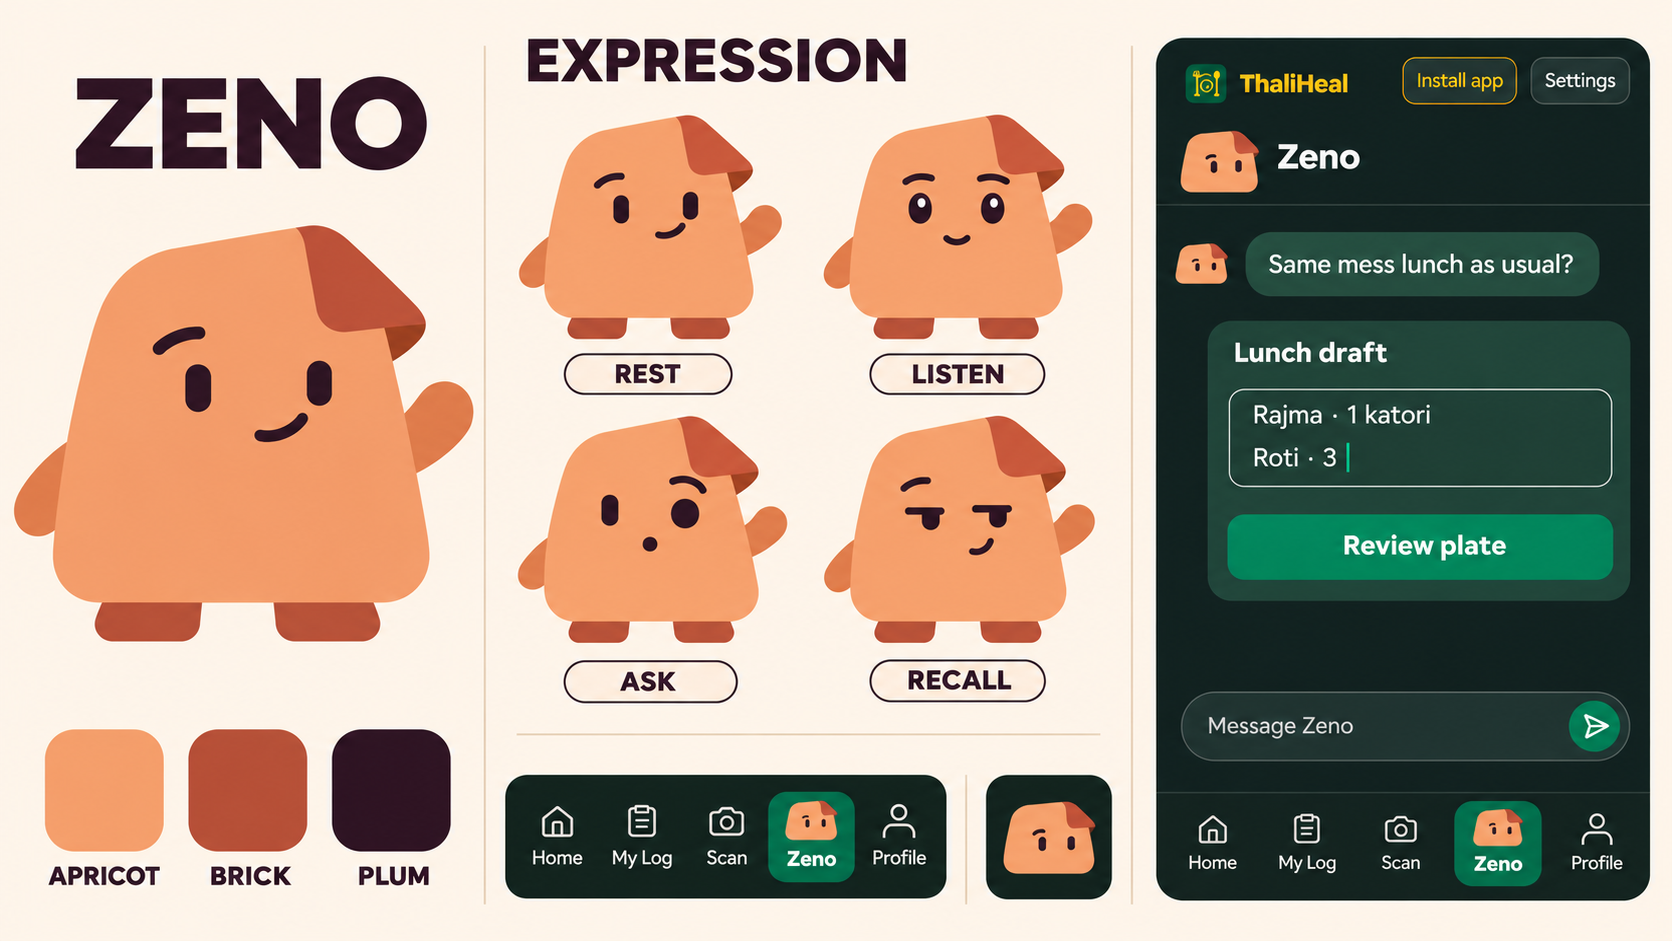 ZENO
APRICOT
BRICK
PLUM
EXPRESSION
REST
LISTEN
ASK
RECALL
Home
My Log
Scan
Zeno
Profile
ThaliHeal
Install app
Settings
Zeno
Same mess lunch as usual?
Lunch draft
Rajma · 1 katori
Roti · 3
Review plate
Message Zeno
Home
My Log
Scan
Zeno
Profile